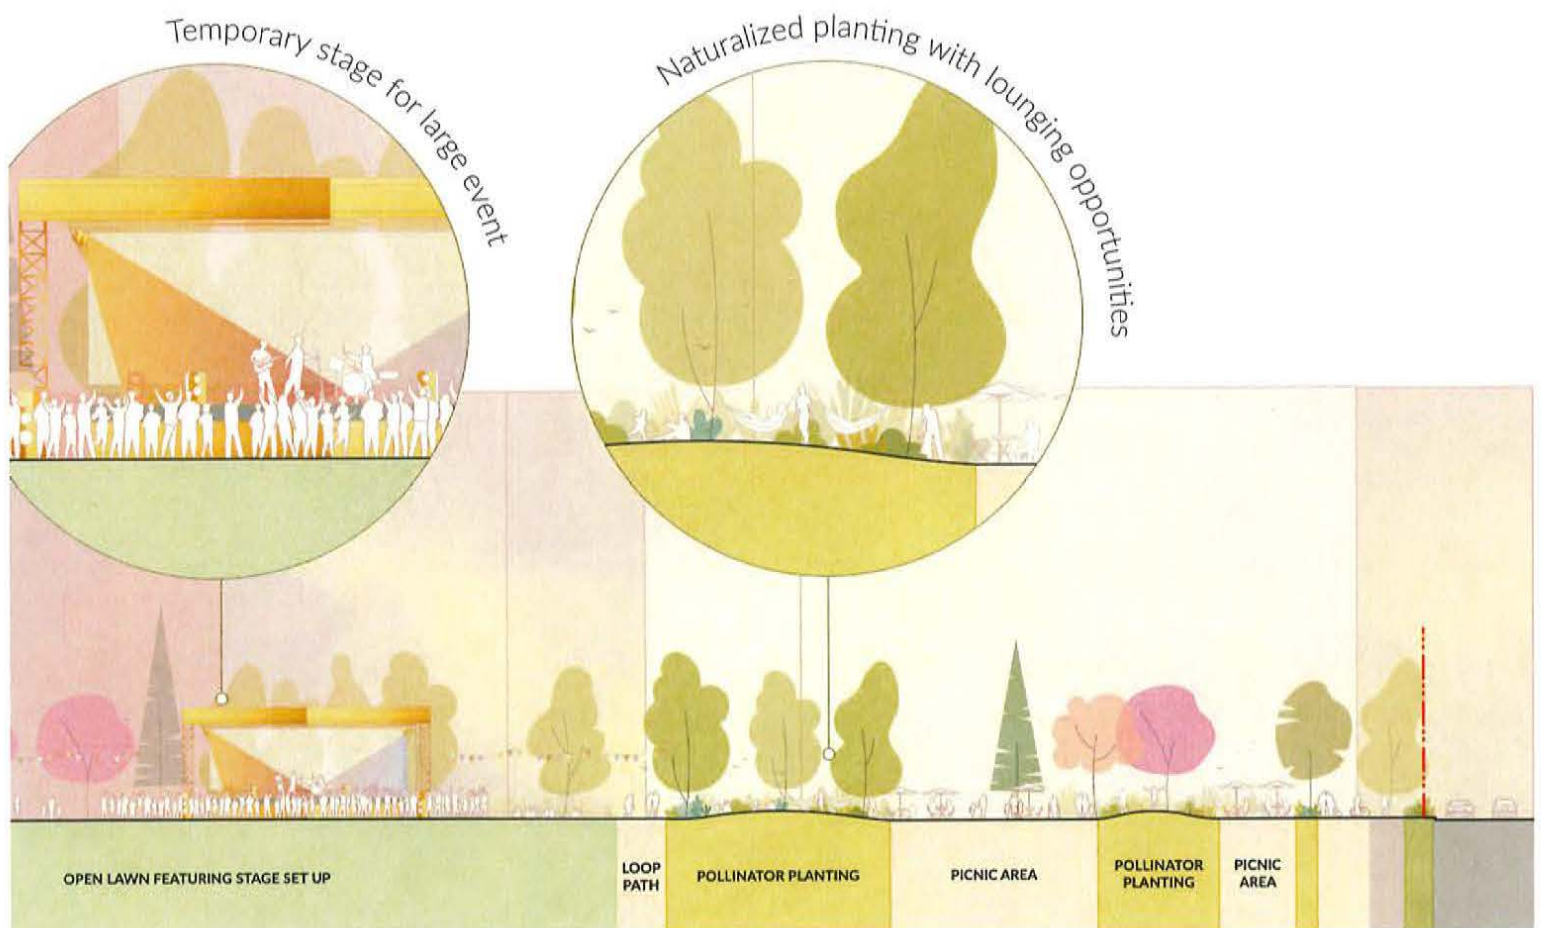 Temporary stage for large event
Naturalized planting with lounging opportunities
OPEN LAWN FEATURING STAGE SET UP
LOOP
PATH
POLLINATOR PLANTING
PICNIC AREA
POLLINATOR
PLANTING
PICNIC
AREA